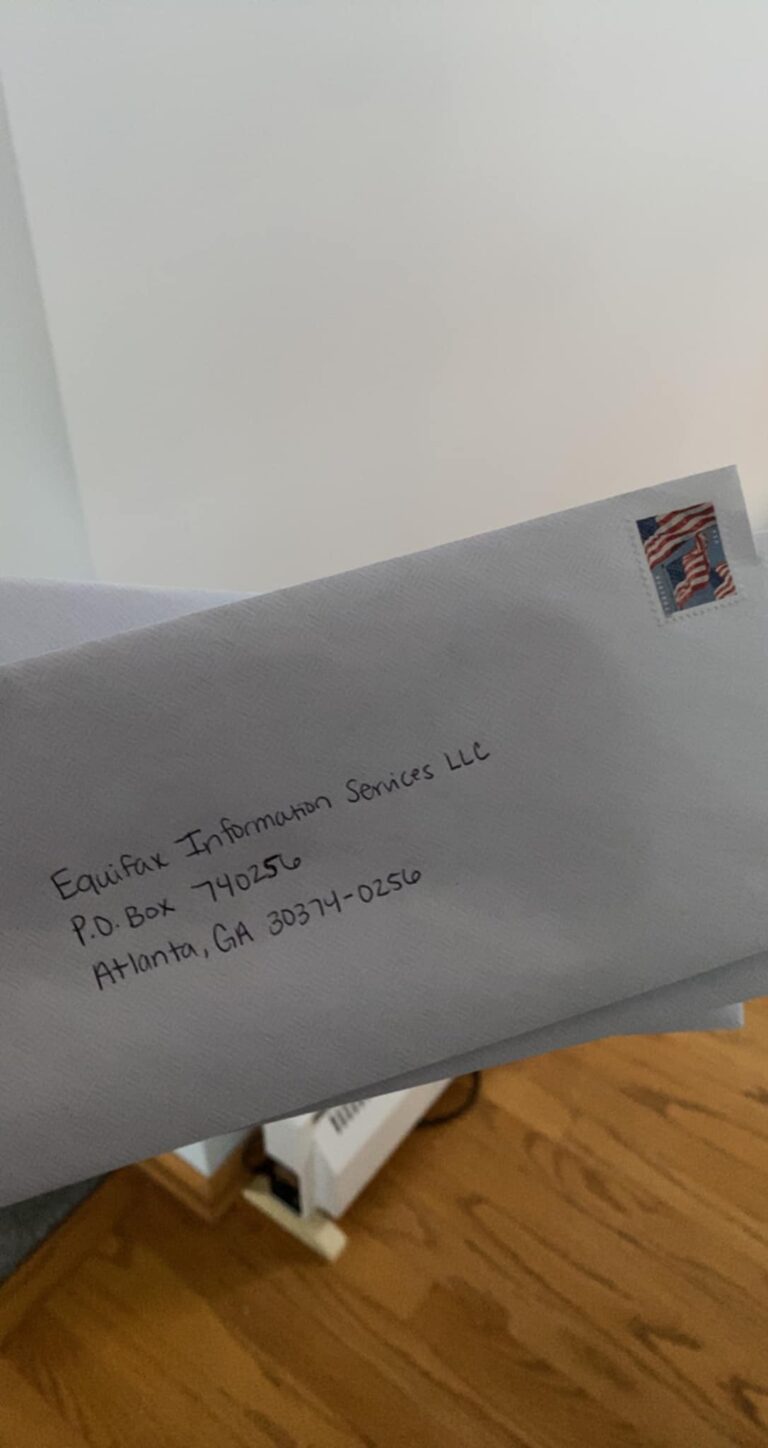 Equifax Information Services LLC
P.O. Box 740256
Atlanta, GA 30374-0256